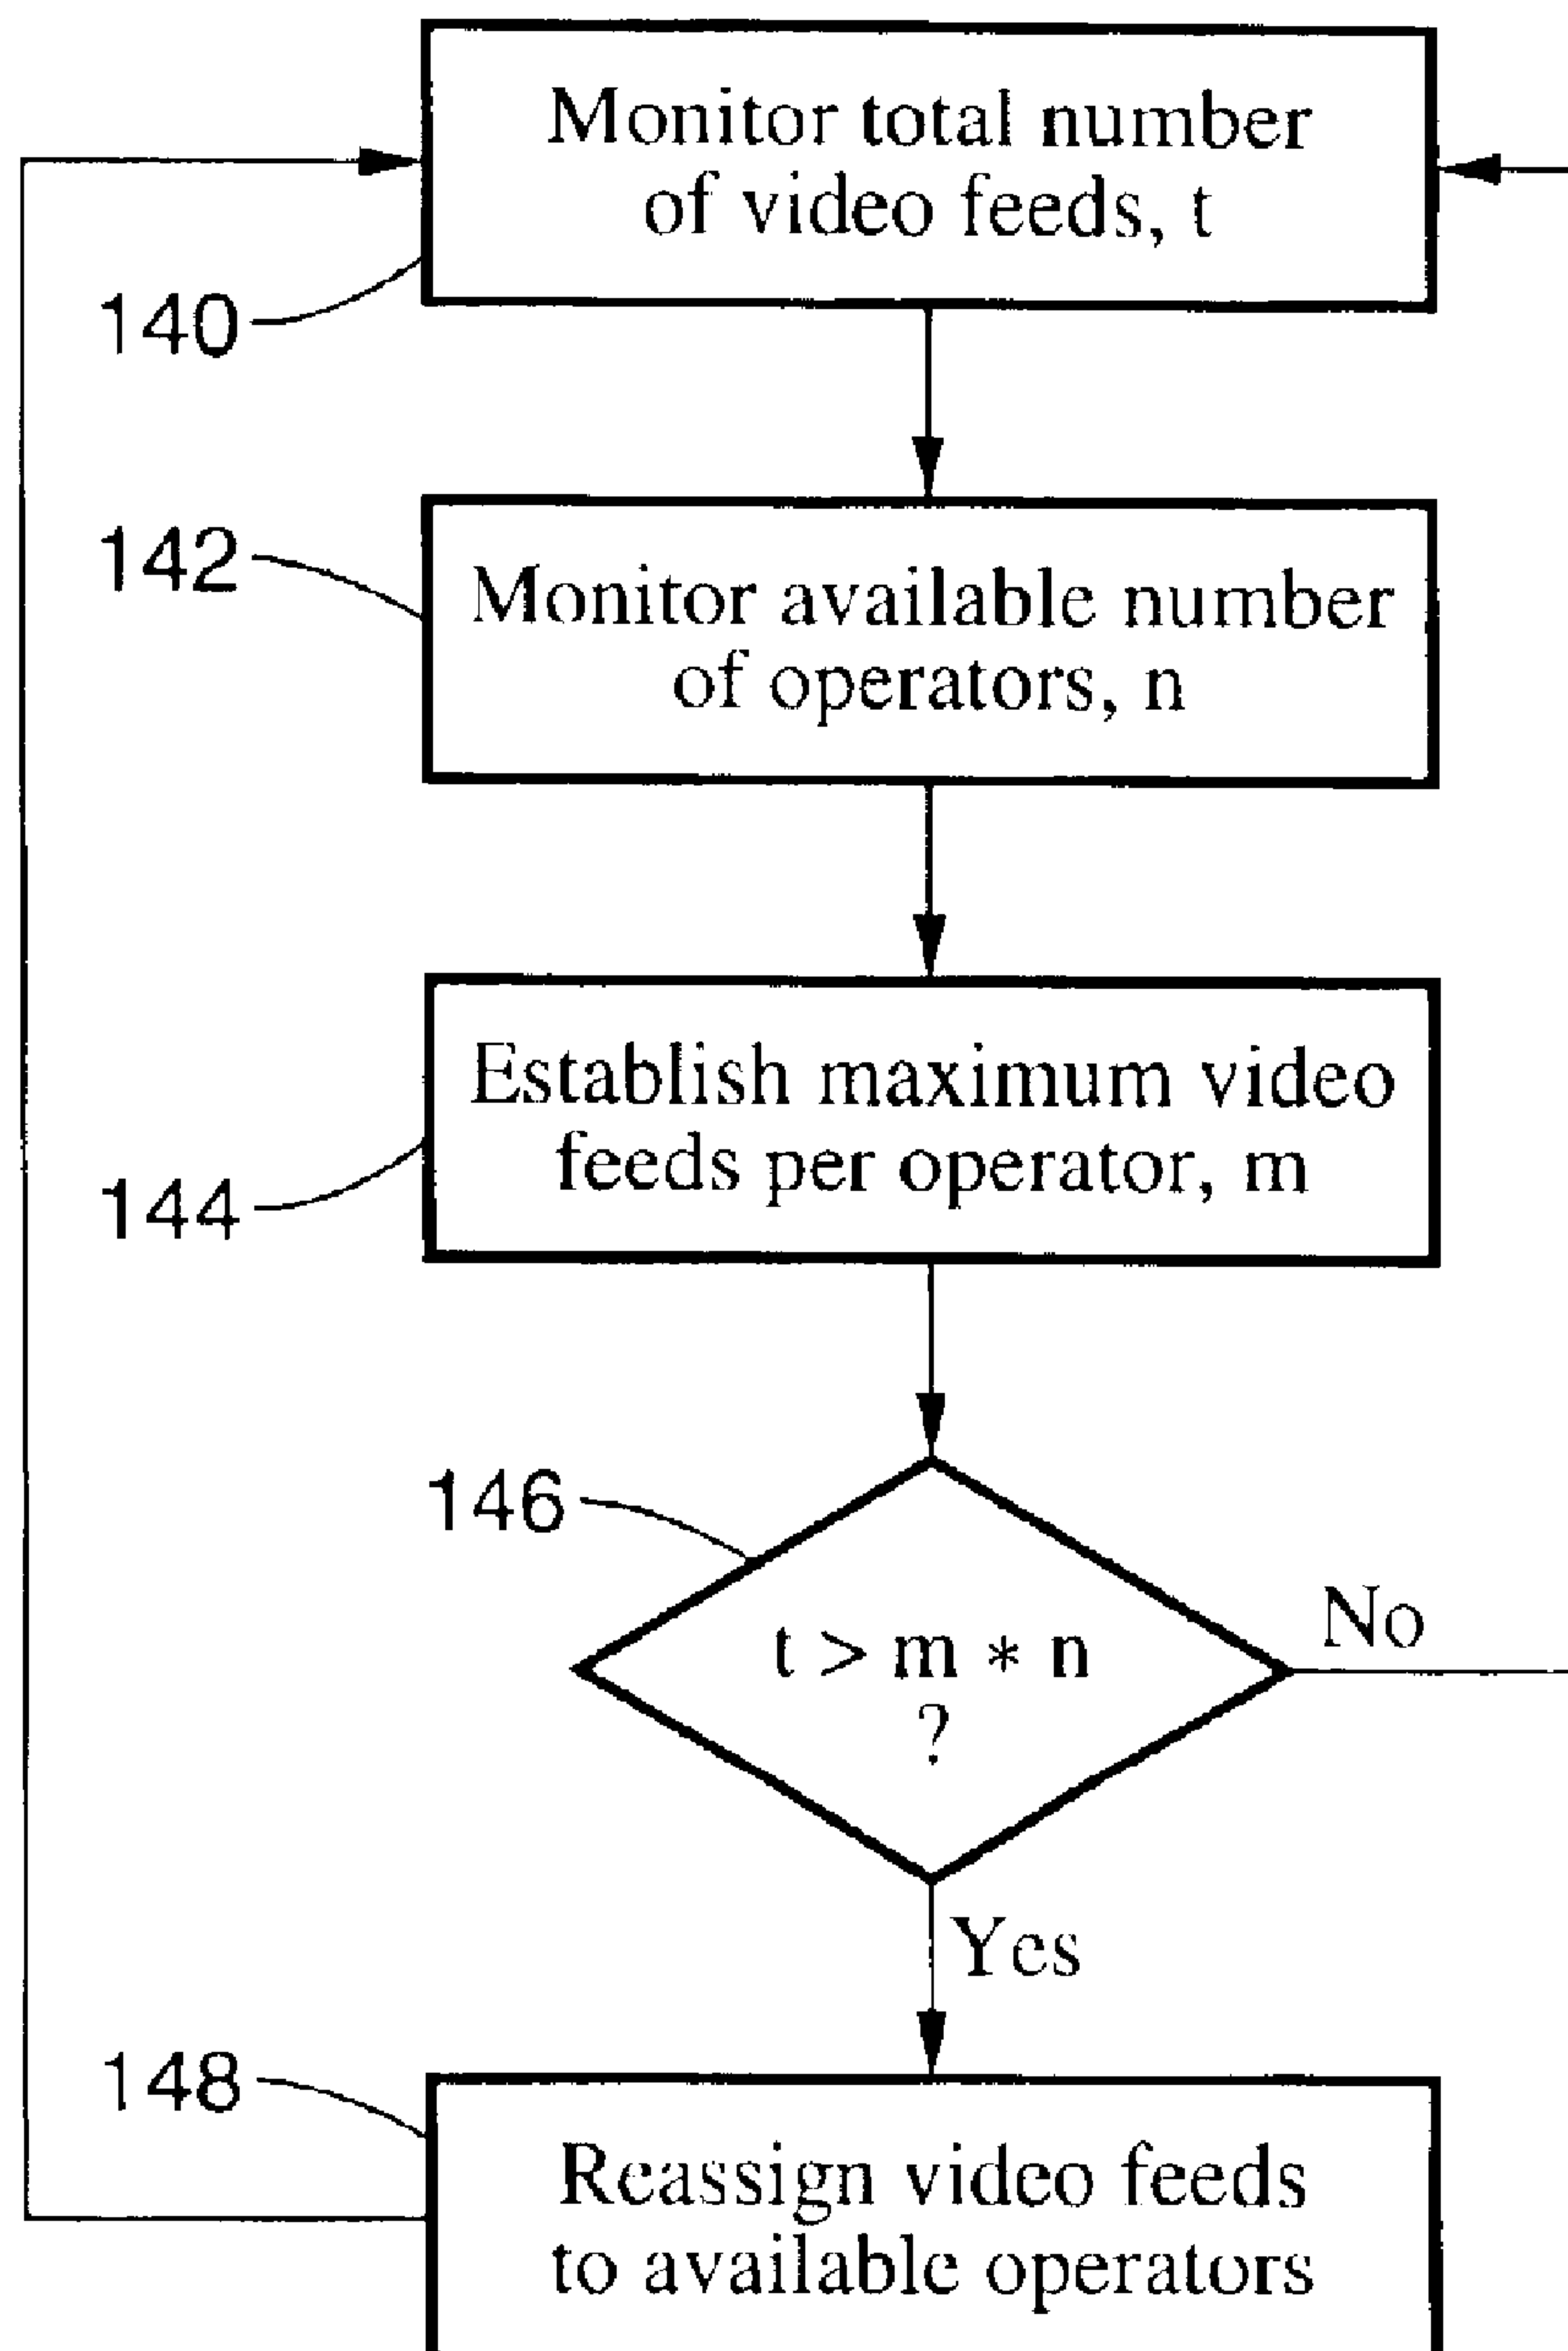 Monitor total number
of video feeds, t
140
142
Monitor available number
of operators, n
Establish maximum video
feeds per operator, m
144
146
t > m * n
?
No
Yes
148
Reassign video feeds
to available operators